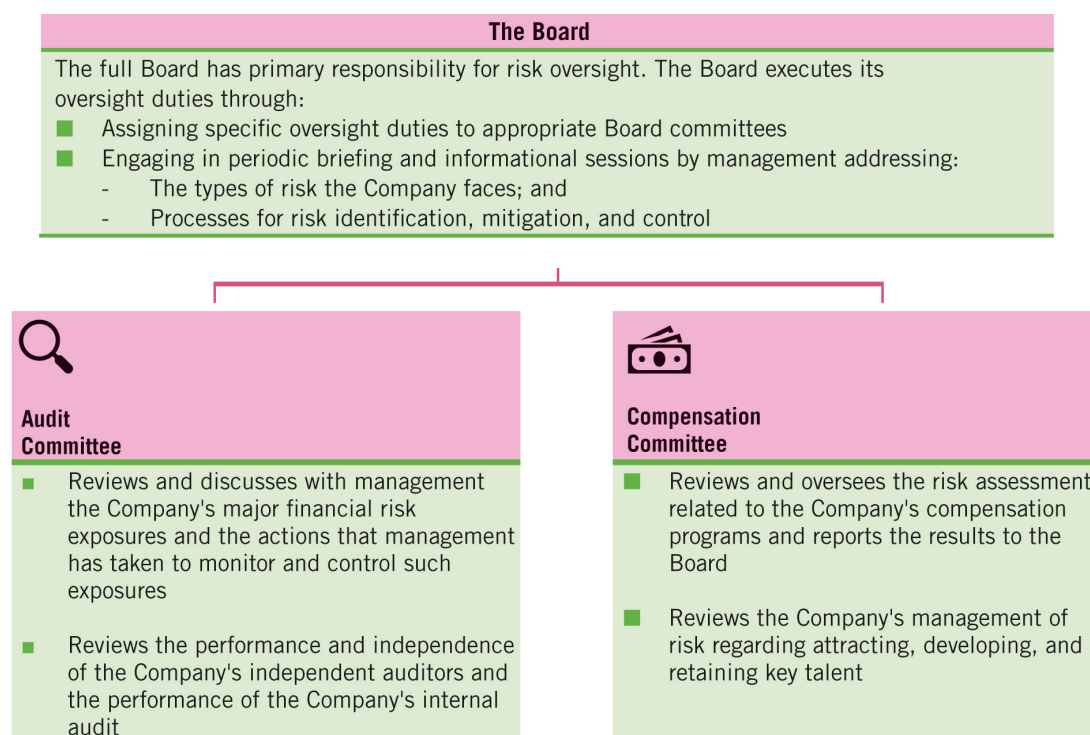 The Board
The full Board has primary responsibility for risk oversight. The Board executes its
oversight duties through:
Assigning specific oversight duties to appropriate Board committees
Engaging in periodic briefing and informational sessions by management addressing:
- The types of risk the Company faces; and
- Processes for risk identification, mitigation, and control
Audit
Committee
Reviews and discusses with management
the Company's major financial risk
exposures and the actions that management
has taken to monitor and control such
exposures
Reviews the performance and independence
of the Company's independent auditors and
the performance of the Company's internal
audit
Compensation
Committee
Reviews and oversees the risk assessment
related to the Company's compensation
programs and reports the results to the
Board
Reviews the Company's management of
risk regarding attracting, developing, and
retaining key talent